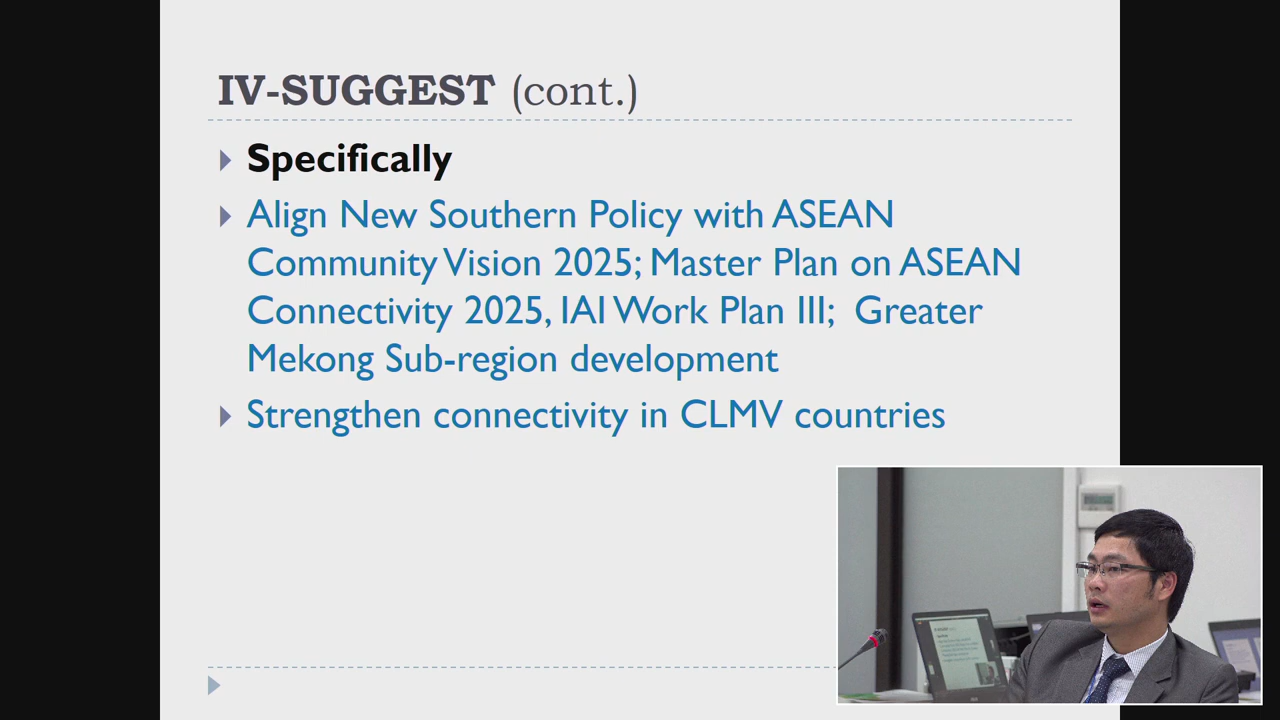 IV-SUGGEST (cont.)
Specifically
Align New Southern Policy with ASEAN
Community Vision 2025; Master Plan on ASEAN
Connectivity 2025, IAI Work Plan III;  Greater
Mekong Sub-region development
Strengthen connectivity in CLMV countries